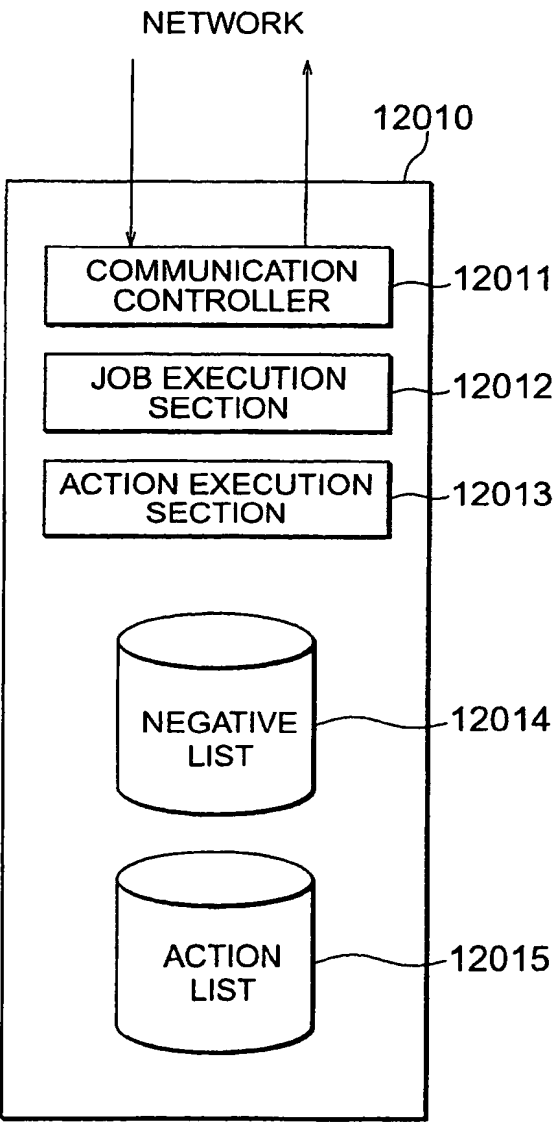 NETWORK
12010
COMMUNICATION
CONTROLLER
12011
JOB EXECUTION
SECTION
12012
ACTION EXECUTION
SECTION
12013
NEGATIVE
LIST
12014
ACTION
LIST
12015